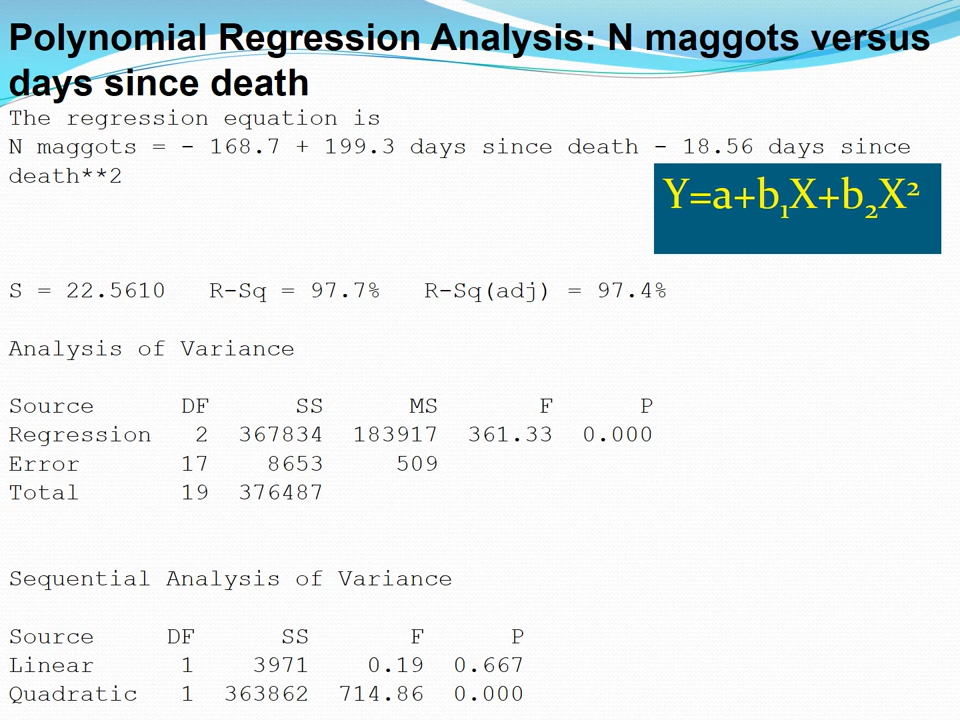 Polynomial Regression Analysis: N maggots versus
days since death
The regression equation is
N maggots = - 168.7 + 199.3 days since death - 18.56 days since
death**2
Y=a+b₁X+b₂X²
S = 22.5610 R-Sq = 97.7% R-Sq(adj) = 97.4%
Analysis of Variance
Source DF SS MS F P
Regression 2 367834 183917 361.33 0.000
Error 17 8653 509
Total 19 376487
Sequential Analysis of Variance
Source DF SS F P
Linear 1 3971 0.19 0.667
Quadratic 1 363862 714.86 0.000